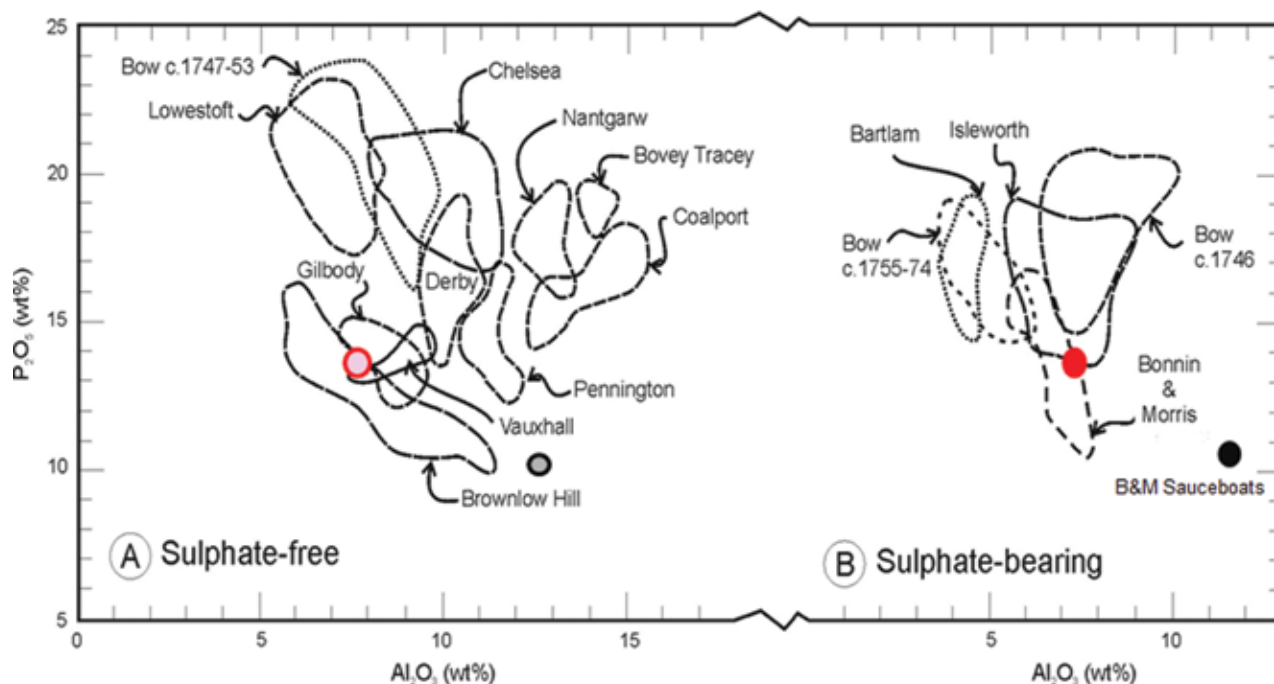 25
20
15
10
5
P₂O₅ (wt%)
Bow c.1747-53
Lowestoft
Chelsea
Nantgarw
Bovey Tracey
Coalport
Gilbody
Derby
Pennington
Vauxhall
Brownlow Hill
A Sulphate-free
0 5 10 15
Al₂O₃ (wt%)
Bartlam
Isleworth
Bow
c.1755-74
Bow
c.1746
Bonnin
&
Morris
B&M Sauceboats
B Sulphate-bearing
5 10
Al₂O₃ (wt%)